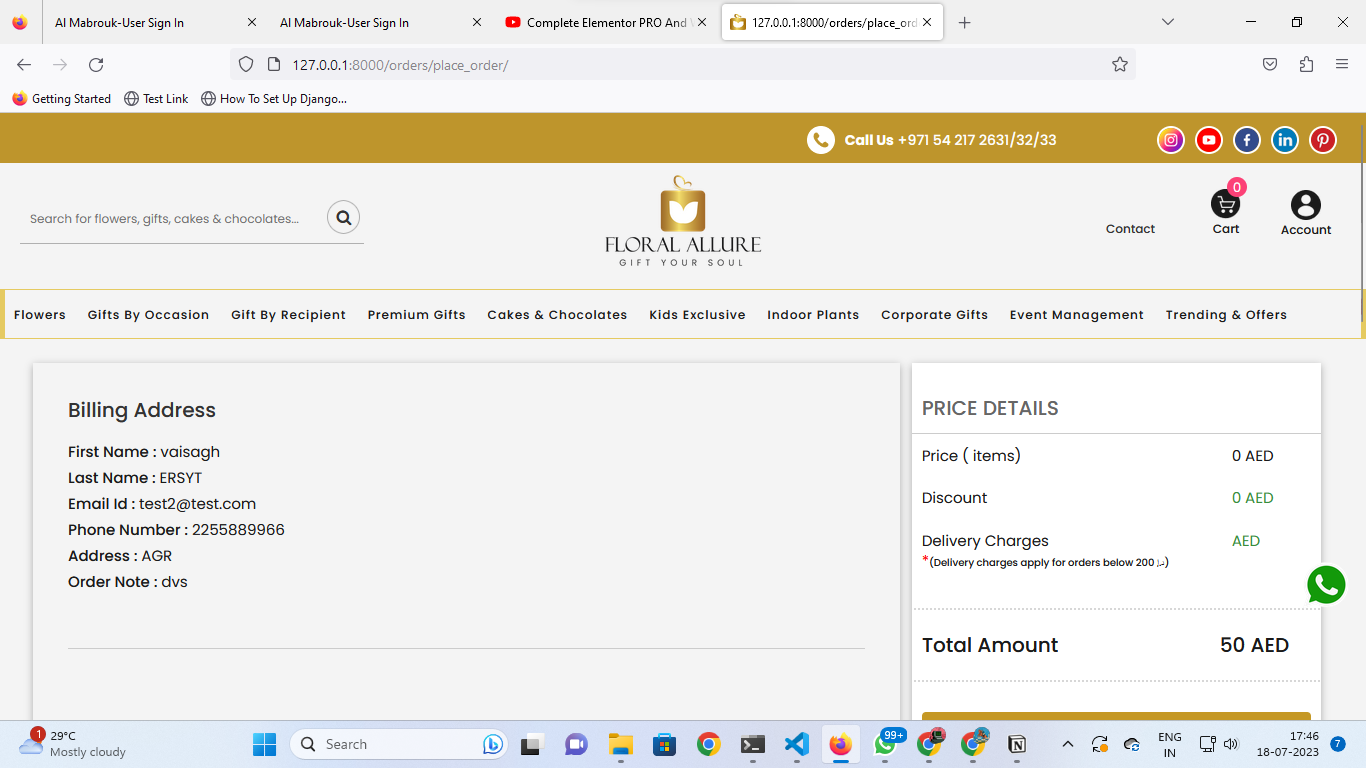 AI Mabrouk-User Sign In
AI Mabrouk-User Sign In
Complete Elementor PRO And
127.0.0.1:8000/orders/place_ord
127.0.0.1:8000/orders/place_order/
Getting Started
Test Link
How To Set Up Django...
Call Us +971 54 217 2631/32/33
Search for flowers, gifts, cakes & chocolates...
FLORAL ALLURE
GIFT YOUR SOUL
Contact
0
Cart
Account
Flowers Gifts By Occasion Gift By Recipient Premium Gifts Cakes & Chocolates Kids Exclusive Indoor Plants Corporate Gifts Event Management Trending & Offers
Billing Address
First Name : vaisagh
Last Name : ERSYT
Email Id : test2@test.com
Phone Number : 2255889966
Address : AGR
Order Note : dvs
PRICE DETAILS
Price ( items) 0 AED
Discount 0 AED
Delivery Charges AED
*(Delivery charges apply for orders below 200 د.إ)
Total Amount 50 AED
1
29°C
Mostly cloudy
Search
99+
ENG
IN
17:46
18-07-2023
7